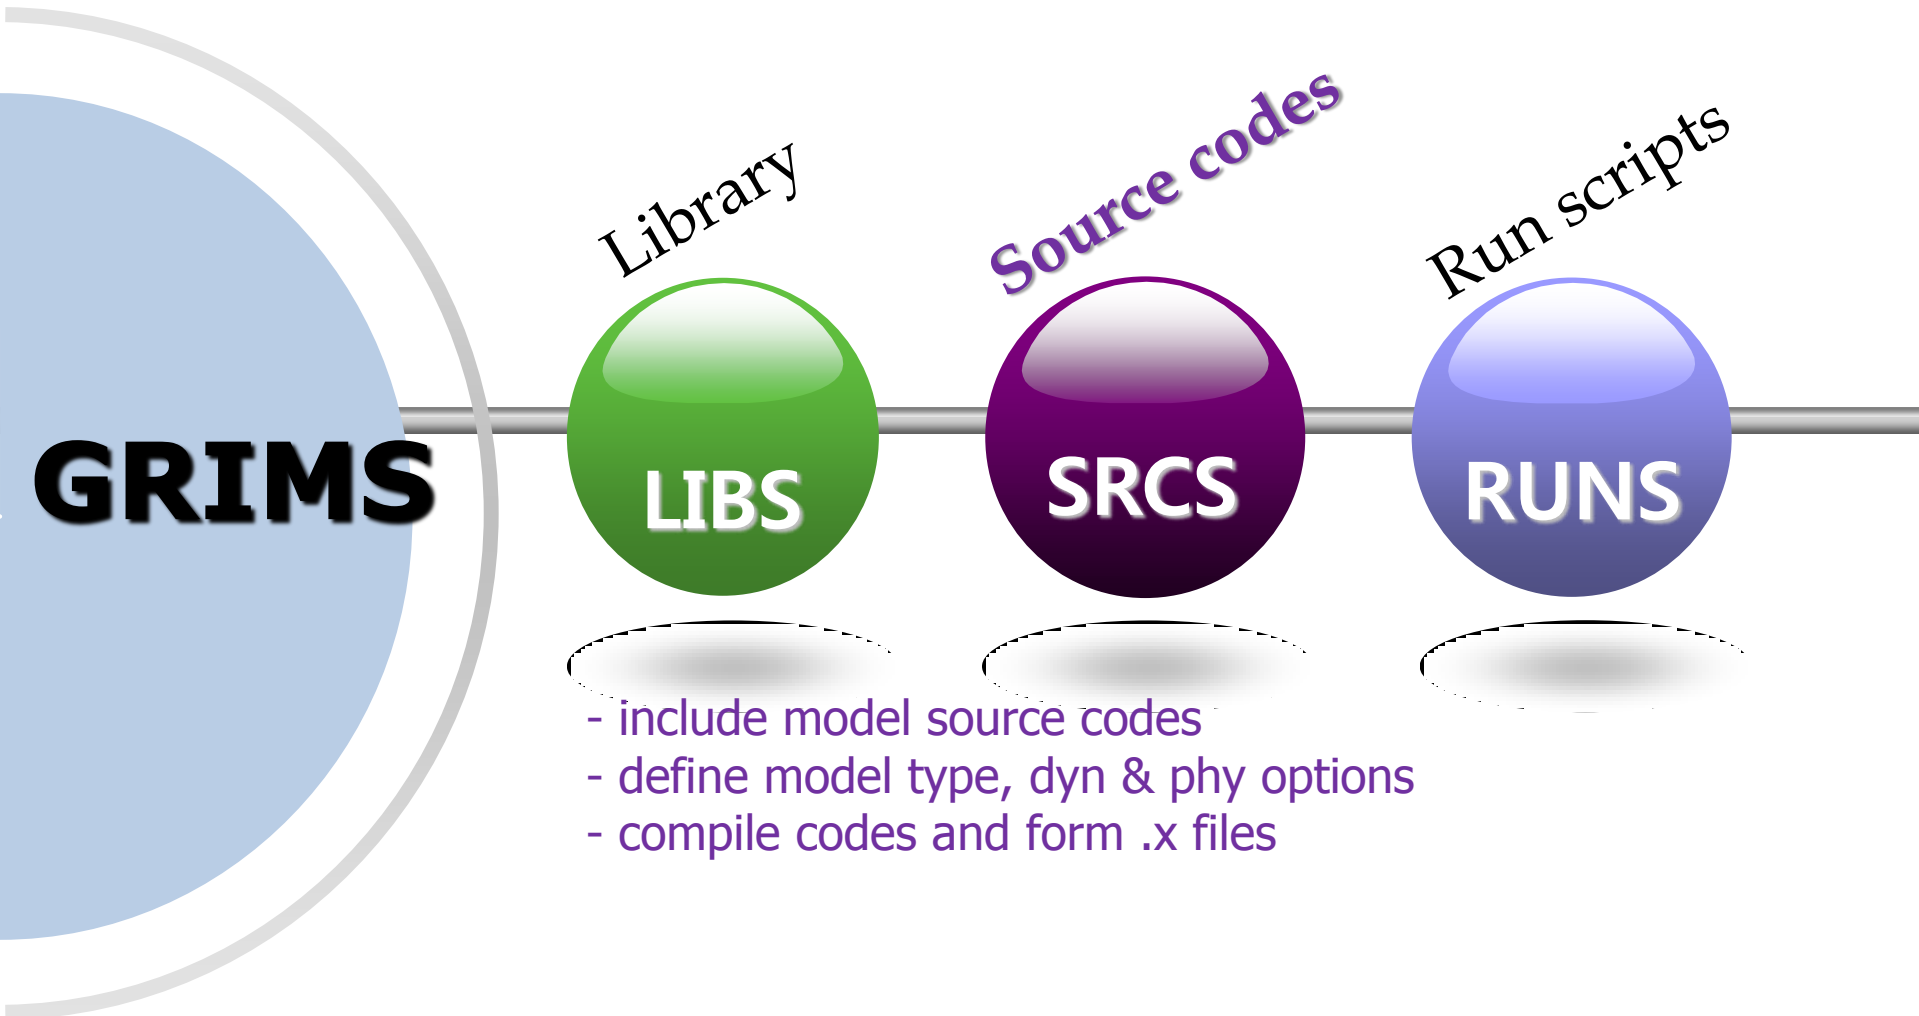 Library
Source codes
Run scripts
GRIMS
LIBS
SRCS
RUNS
- include model source codes
- define model type, dyn & phy options
- compile codes and form .x files